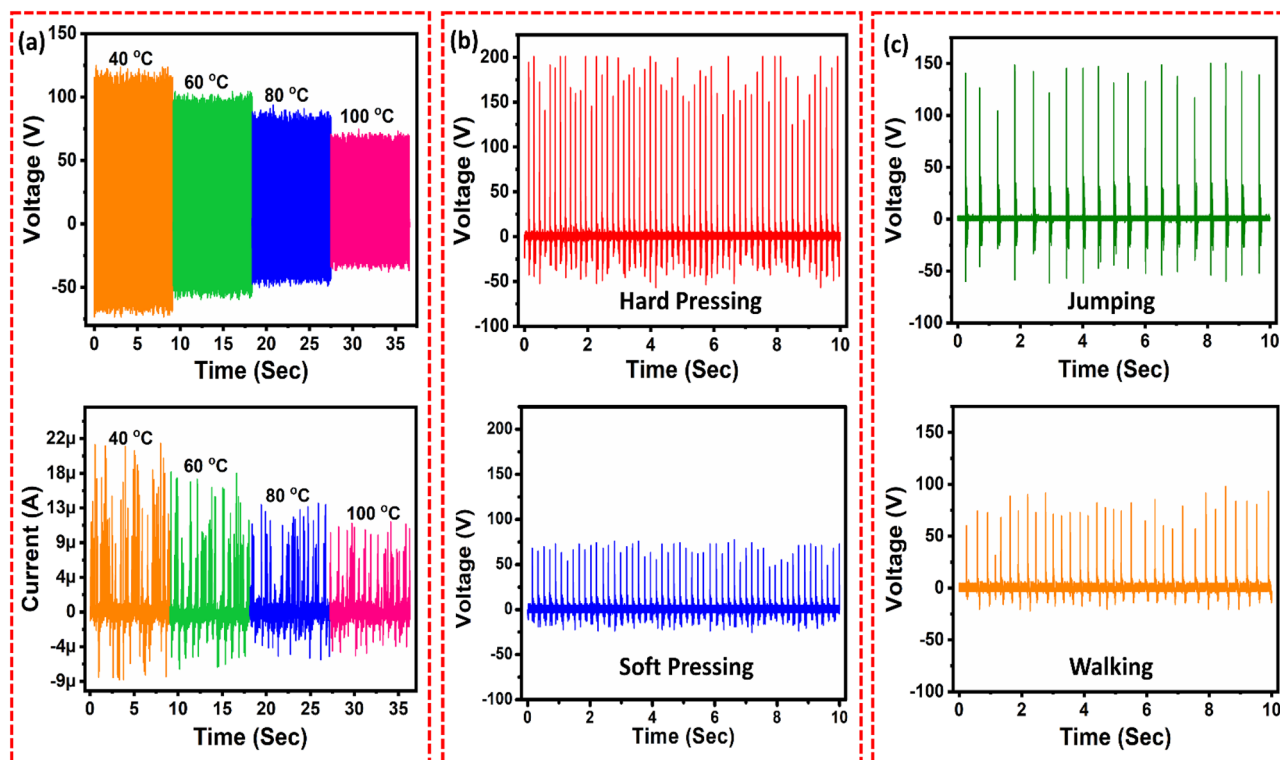 (a)
150
100
50
0
-50
Voltage (V)
40 °C
60 °C
80 °C
100 °C
0 5 10 15 20 25 30 35
Time (Sec)
22µ
18µ
13µ
9µ
4µ
0
-4µ
-9µ
Current (A)
40 °C
60 °C
80 °C
100 °C
0 5 10 15 20 25 30 35
Time (Sec)
(b)
200
150
100
50
0
-50
-100
Voltage (V)
Hard Pressing
0 2 4 6 8 10
Time (Sec)
200
150
100
50
0
-50
-100
Voltage (V)
Soft Pressing
0 2 4 6 8 10
Time (Sec)
(c)
150
100
50
0
-50
-100
Voltage (V)
Jumping
0 2 4 6 8 10
Time (Sec)
150
100
50
0
-50
-100
Voltage (V)
Walking
0 2 4 6 8 10
Time (Sec)